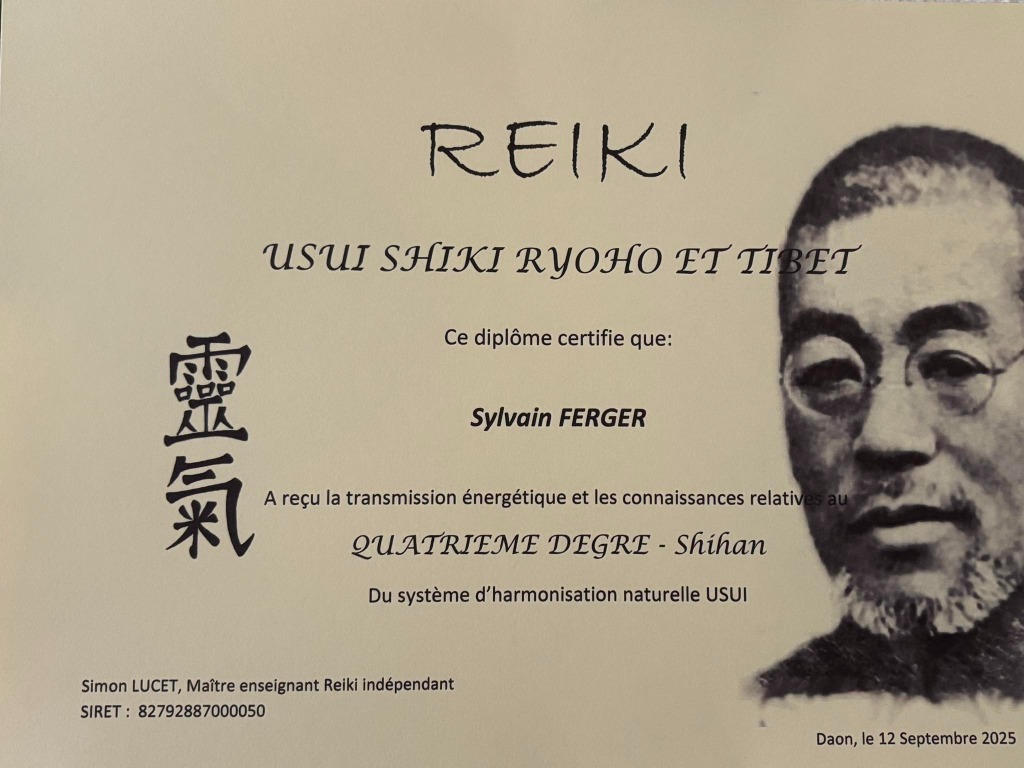 REIKI
USUI SHIKI RYOHO ET TIBET
Ce diplôme certifie que:
Sylvain FERGER
靈
氣
A reçu la transmission énergétique et les connaissances relatives au
QUATRIEME DEGRE - Shihan
Du système d’harmonisation naturelle USUI
Simon LUCET, Maître enseignant Reiki indépendant
SIRET : 82792887000050
Daon, le 12 Septembre 2025